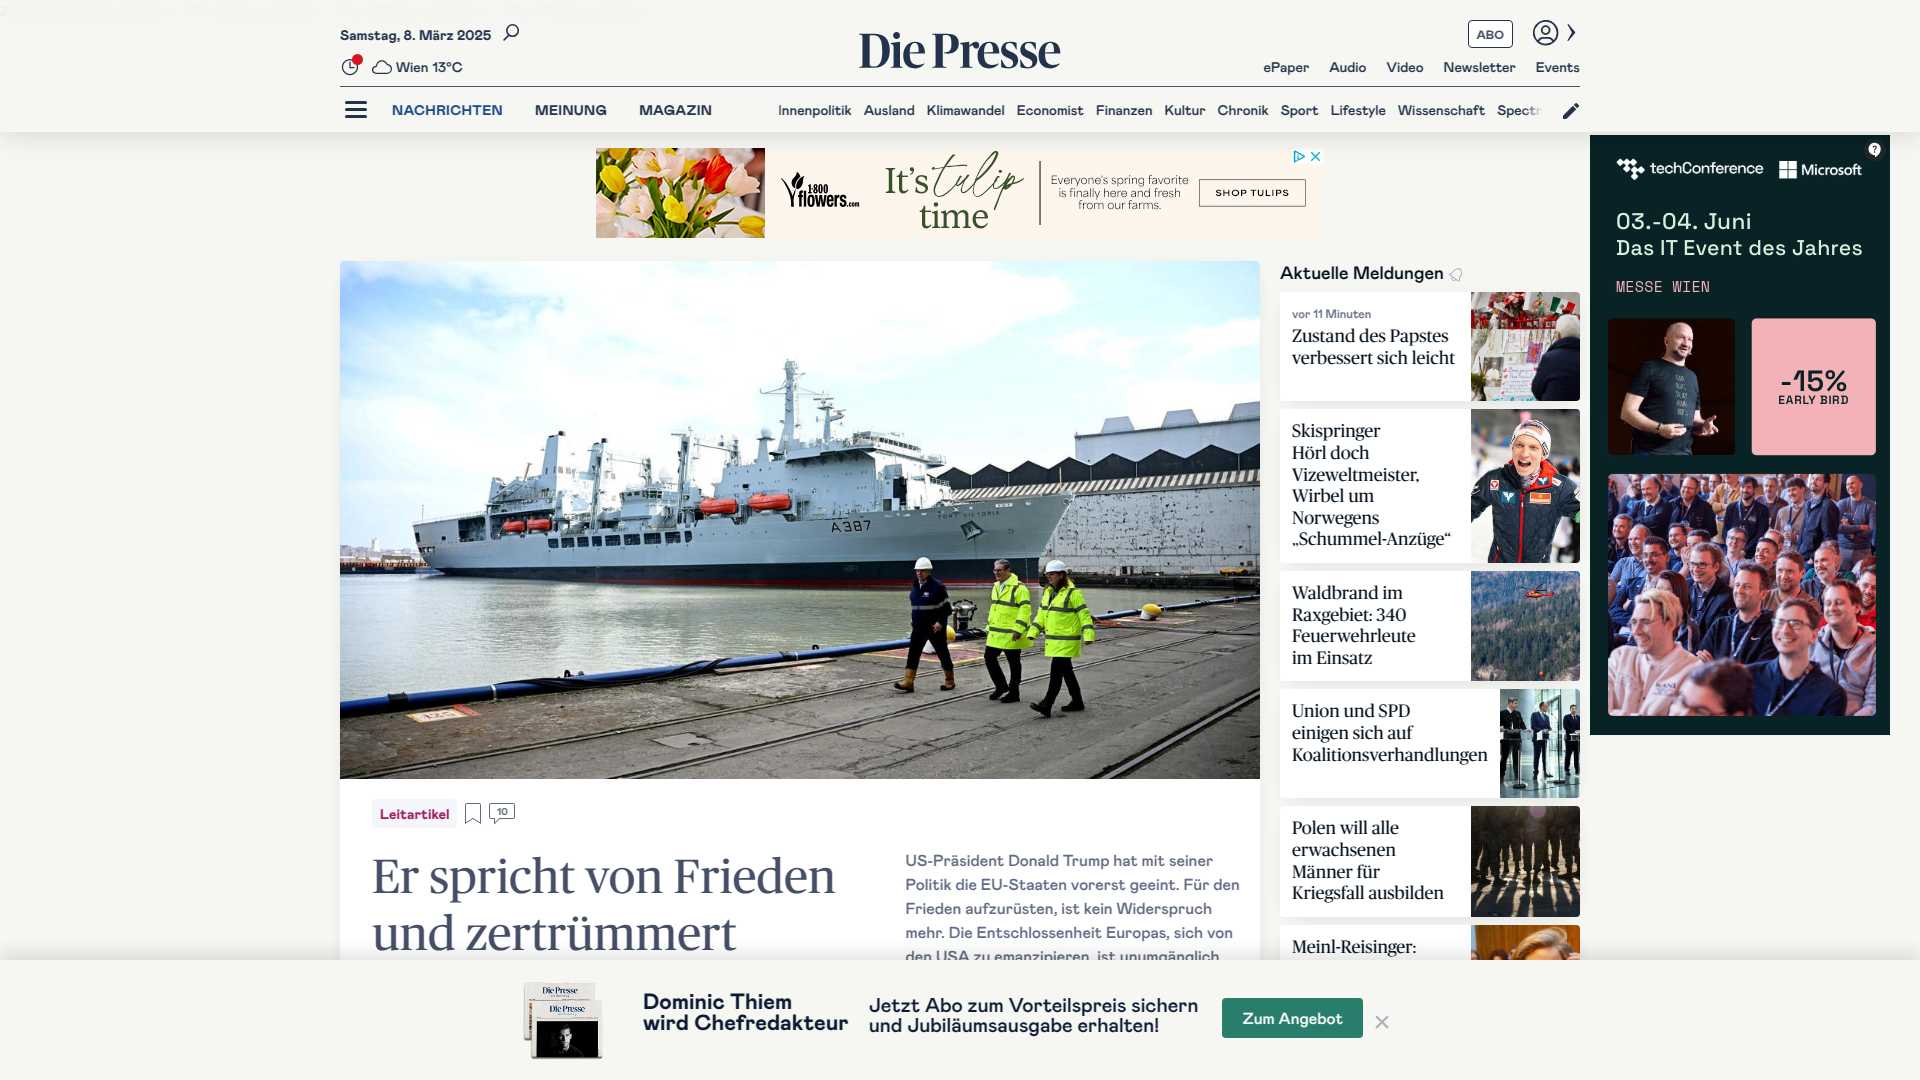 Samstag, 8. März 2025
Wien 13°C
Die Presse
ABO
ePaper Audio Video Newsletter Events
NACHRICHTEN MEINUNG MAGAZIN
Innenpolitik Ausland Klimawandel Economist Finanzen Kultur Chronik Sport Lifestyle Wissenschaft
1-800
flowers.com
It's tulip
time
Everyone's spring favorite
is finally here and fresh
from our farms.
SHOP TULIPS
techConference
Microsoft
03.-04. Juni
Das IT Event des Jahres
MESSE WIEN
-15%
EARLY BIRD
A387
FORT VICTORIA
Aktuelle Meldungen
vor 11 Minuten
Zustand des Papstes
verbessert sich leicht
Skispringer
Hörl doch
Vizeweltmeister,
Wirbel um
Norwegens
„Schummel-Anzüge“
Waldbrand im
Raxgebiet: 340
Feuerwehrleute
im Einsatz
Union und SPD
einigen sich auf
Koalitionsverhandlungen
Polen will alle
erwachsenen
Männer für
Kriegsfall ausbilden
Meinl-Reisinger:
Leitartikel
10
Er spricht von Frieden
und zertrümmert
US-Präsident Donald Trump hat mit seiner
Politik die EU-Staaten vorerst geeint. Für den
Frieden aufzurüsten, ist kein Widerspruch
mehr. Die Entschlossenheit Europas, sich von
den USA zu emanzipieren, ist unumgänglich
Die Presse
Die Presse
Dominic Thiem
wird Chefredakteur
Jetzt Abo zum Vorteilspreis sichern
und Jubiläumsausgabe erhalten!
Zum Angebot